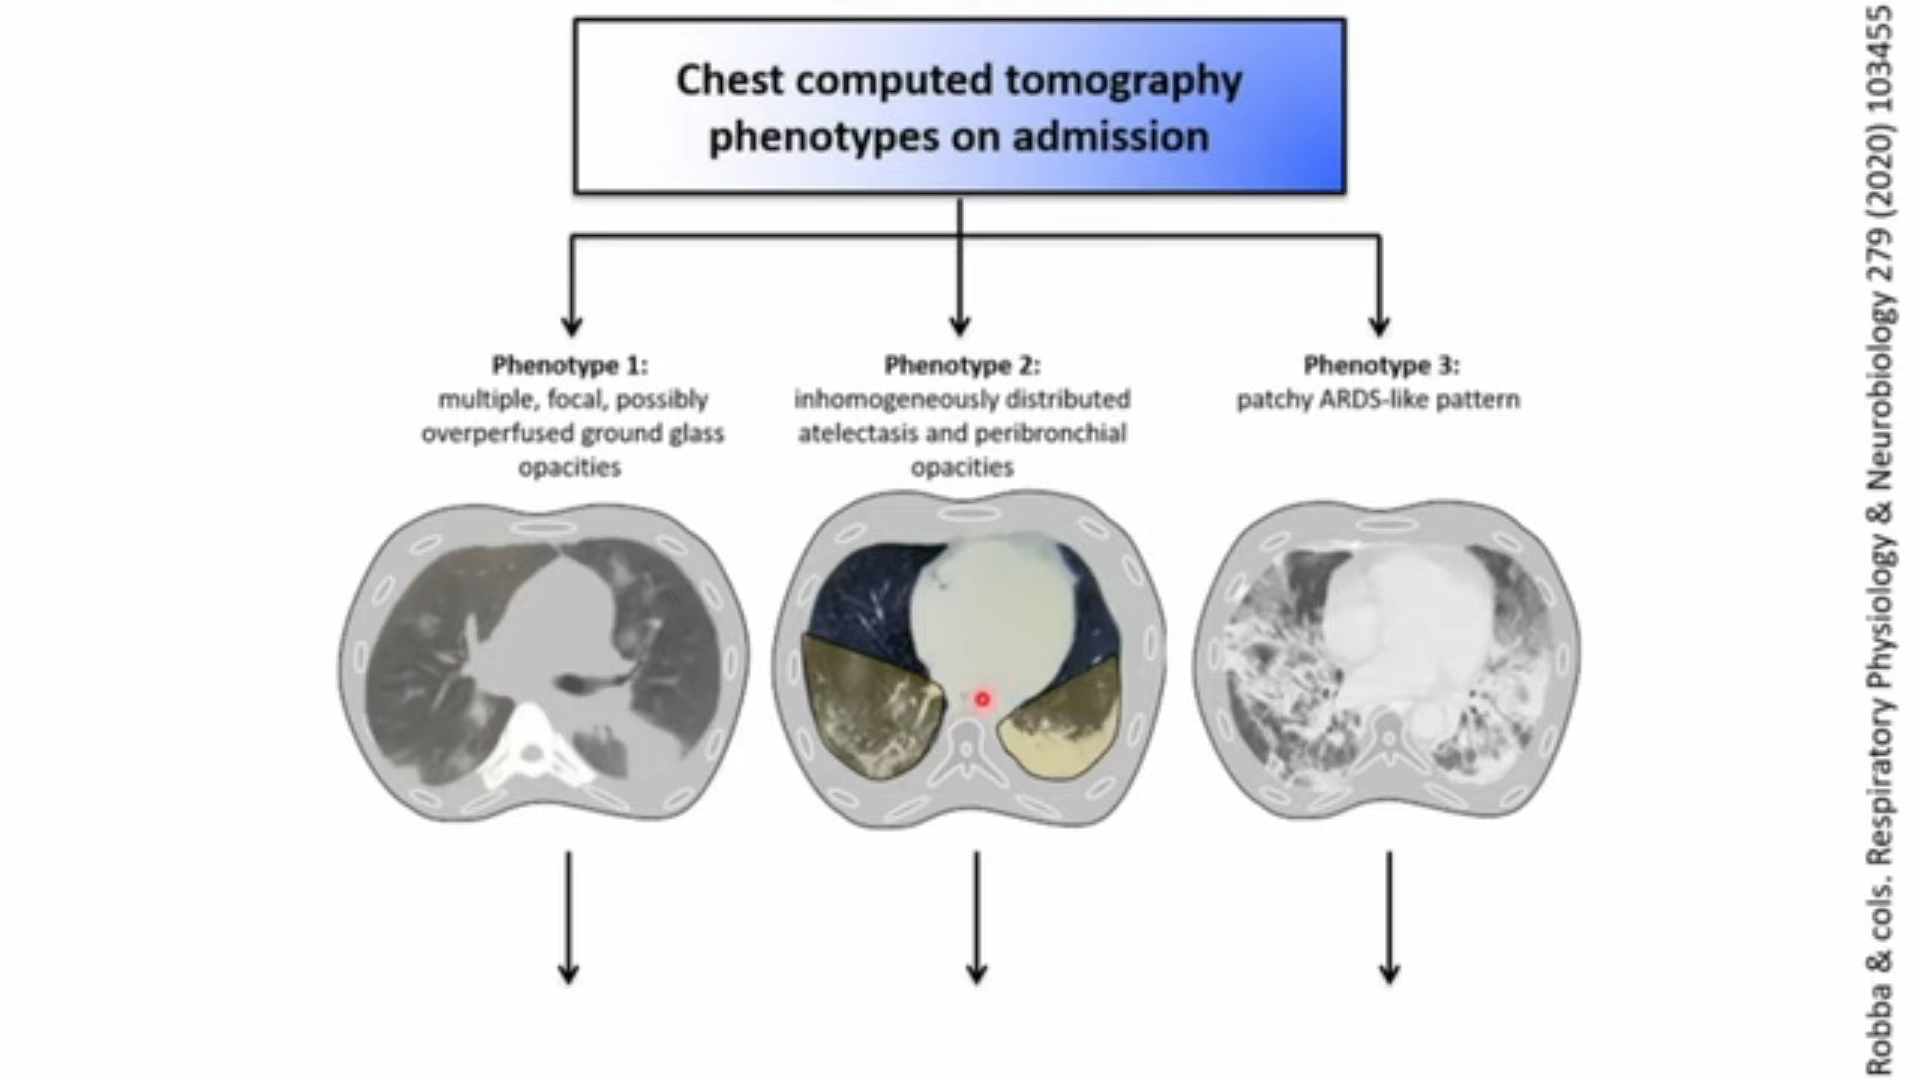 Chest computed tomography
phenotypes on admission
Phenotype 1:
multiple, focal, possibly
overperfused ground glass
opacities
Phenotype 2:
inhomogeneously distributed
atelectasis and peribronchial
opacities
Phenotype 3:
patchy ARDS-like pattern
Robba & cols. Respiratory Physiology & Neurobiology 279 (2020) 103455